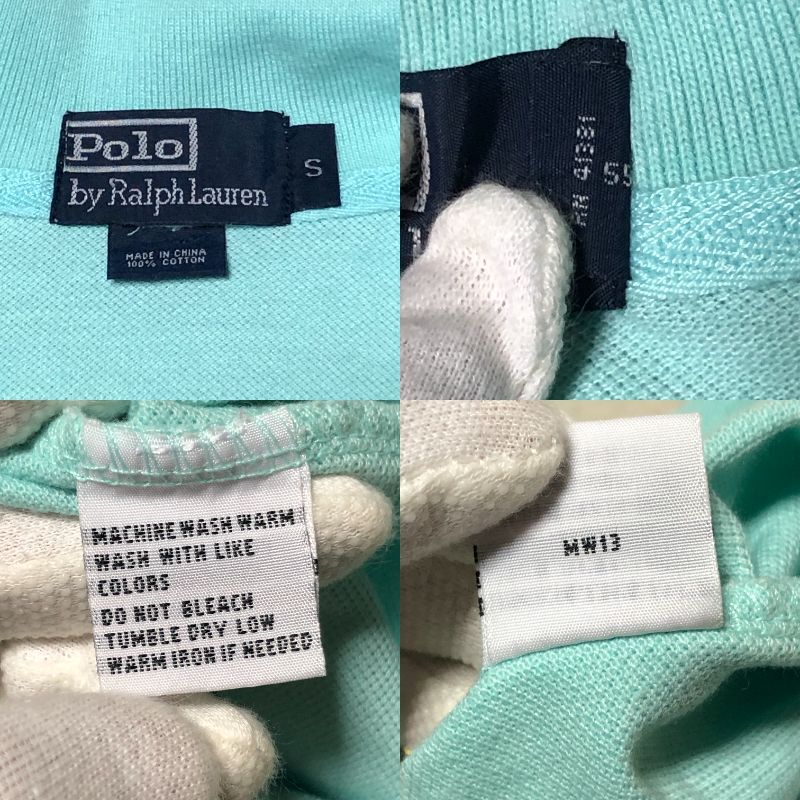 Polo
by Ralph Lauren
S
MADE IN CHINA
100% COTTON
RN 41381
55
MACHINE WASH WARM
WASH WITH LIKE
COLORS
DO NOT BLEACH
TUMBLE DRY LOW
WARM IRON IF NEEDED
MW13